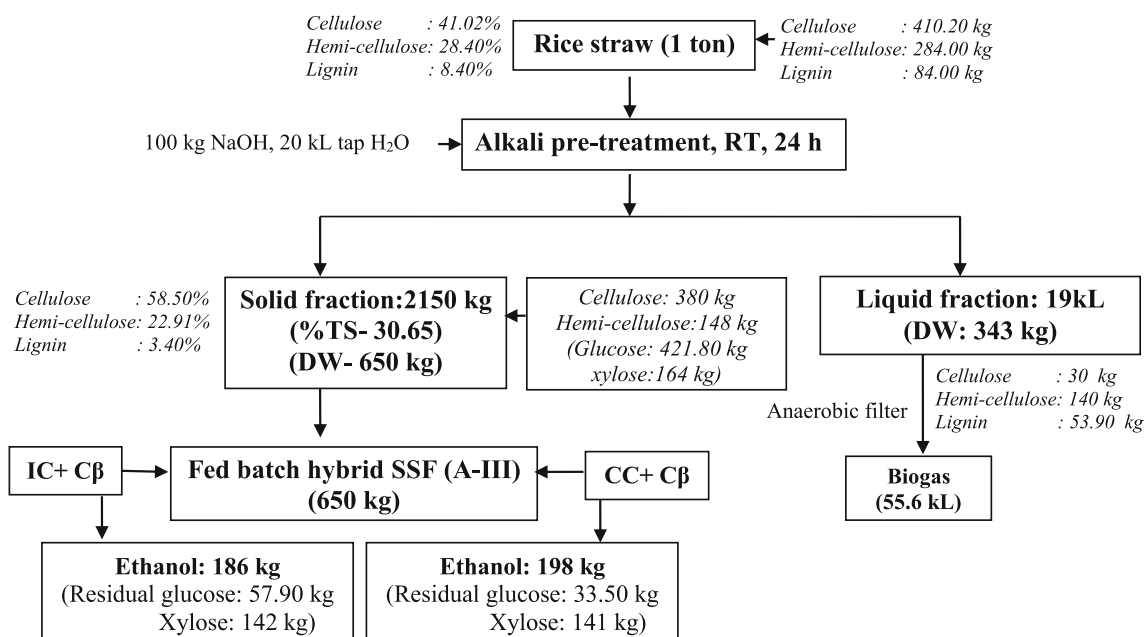 Cellulose : 41.02%
Hemi-cellulose: 28.40%
Lignin : 8.40%
Rice straw (1 ton)
Cellulose : 410.20 kg
Hemi-cellulose: 284.00 kg
Lignin : 84.00 kg
100 kg NaOH, 20 kL tap H₂O
Alkali pre-treatment, RT, 24 h
Cellulose : 58.50%
Hemi-cellulose: 22.91%
Lignin : 3.40%
Solid fraction:2150 kg
(%TS- 30.65)
(DW- 650 kg)
Cellulose: 380 kg
Hemi-cellulose:148 kg
(Glucose: 421.80 kg
xylose:164 kg)
Liquid fraction: 19kL
(DW: 343 kg)
Anaerobic filter
Cellulose : 30 kg
Hemi-cellulose: 140 kg
Lignin : 53.90 kg
IC+ Cβ
Fed batch hybrid SSF (A-III)
(650 kg)
CC+ Cβ
Biogas
(55.6 kL)
Ethanol: 186 kg
(Residual glucose: 57.90 kg
Xylose: 142 kg)
Ethanol: 198 kg
(Residual glucose: 33.50 kg
Xylose: 141 kg)